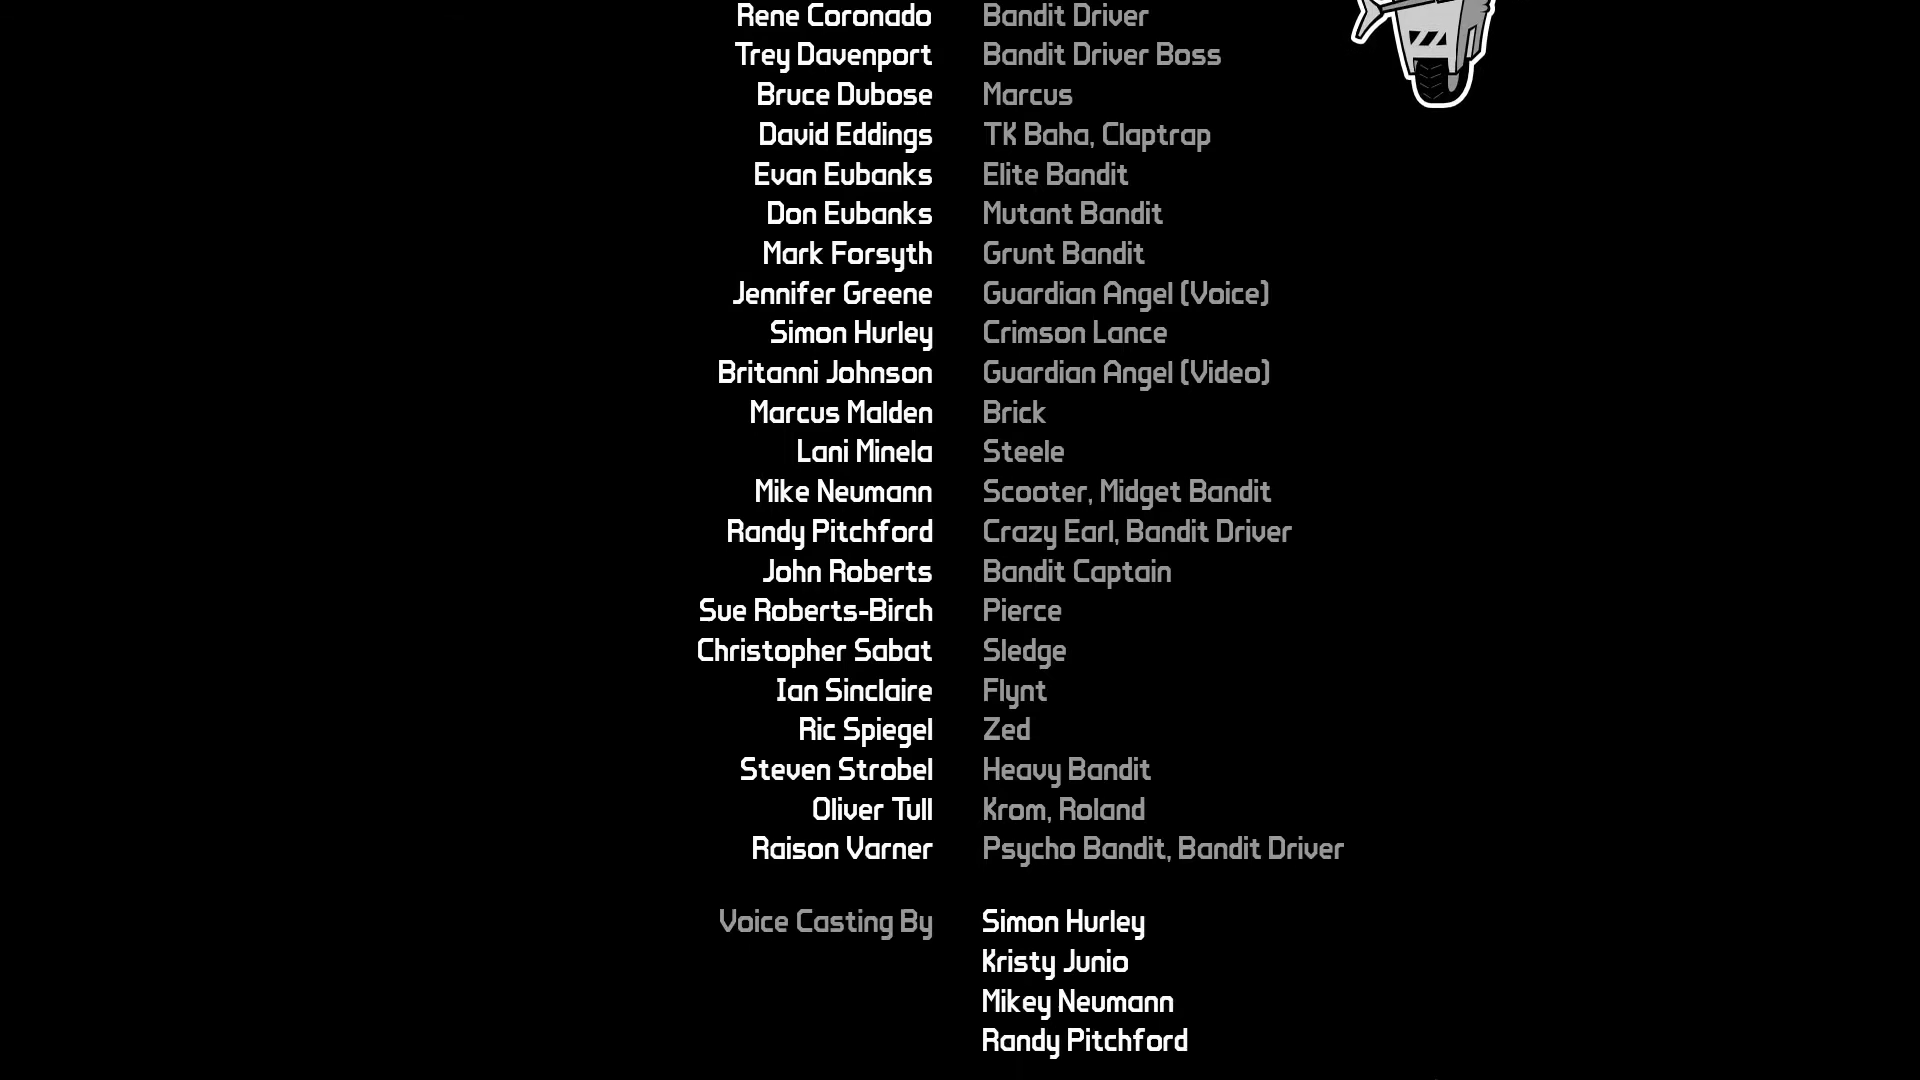 Rene Coronado Bandit Driver
Trey Davenport Bandit Driver Boss
Bruce Dubose Marcus
David Eddings TK Baha, Claptrap
Evan Eubanks Elite Bandit
Don Eubanks Mutant Bandit
Mark Forsyth Grunt Bandit
Jennifer Greene Guardian Angel (Voice)
Simon Hurley Crimson Lance
Britanni Johnson Guardian Angel (Video)
Marcus Malden Brick
Lani Minela Steele
Mike Neumann Scooter, Midget Bandit
Randy Pitchford Crazy Earl, Bandit Driver
John Roberts Bandit Captain
Sue Roberts-Birch Pierce
Christopher Sabat Sledge
Ian Sinclaire Flynt
Ric Spiegel Zed
Steven Strobel Heavy Bandit
Oliver Tull Krom, Roland
Raison Varner Psycho Bandit, Bandit Driver
Voice Casting By Simon Hurley
Kristy Junio
Mikey Neumann
Randy Pitchford